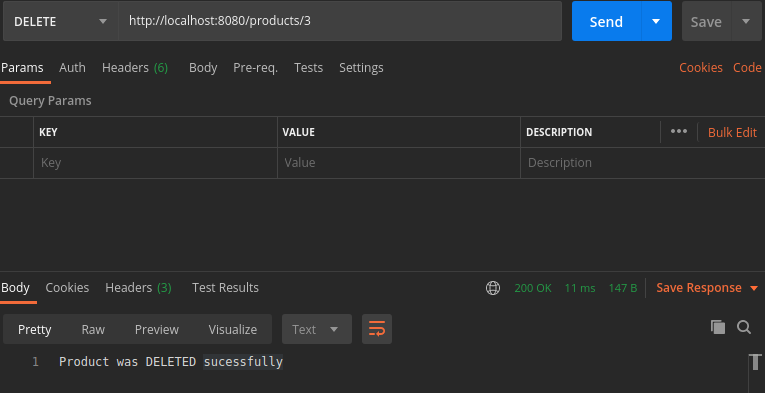 DELETE http://localhost:8080/products/3 Send Save
Params Auth Headers (6) Body Pre-req. Tests Settings Cookies Code
Query Params
KEY VALUE DESCRIPTION ••• Bulk Edit
Key Value Description
Body Cookies Headers (3) Test Results 200 OK 11 ms 147 B Save Response
Pretty Raw Preview Visualize Text
1 Product was DELETED sucessfully